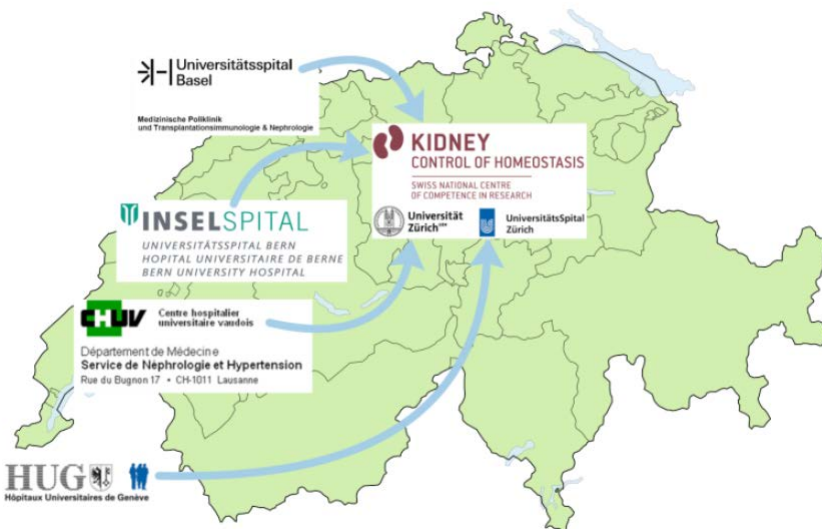 Universitätsspital
Basel
Medizinische Poliklinik
und Transplantationsimmunologie & Nephrologie
KIDNEY
CONTROL OF HOMEOSTASIS
SWISS NATIONAL CENTRE
OF COMPETENCE IN RESEARCH
Universität
Zürich UZH
UniversitätsSpital
Zürich
INSELSPITAL
UNIVERSITÄTSSPITAL BERN
HOPITAL UNIVERSITAIRE DE BERNE
BERN UNIVERSITY HOSPITAL
CHUV
Centre hospitalier
universitaire vaudois
Département de Médecine
Service de Néphrologie et Hypertension
Rue du Bugnon 17 • CH-1011 Lausanne
HUG
Hôpitaux Universitaires de Genève